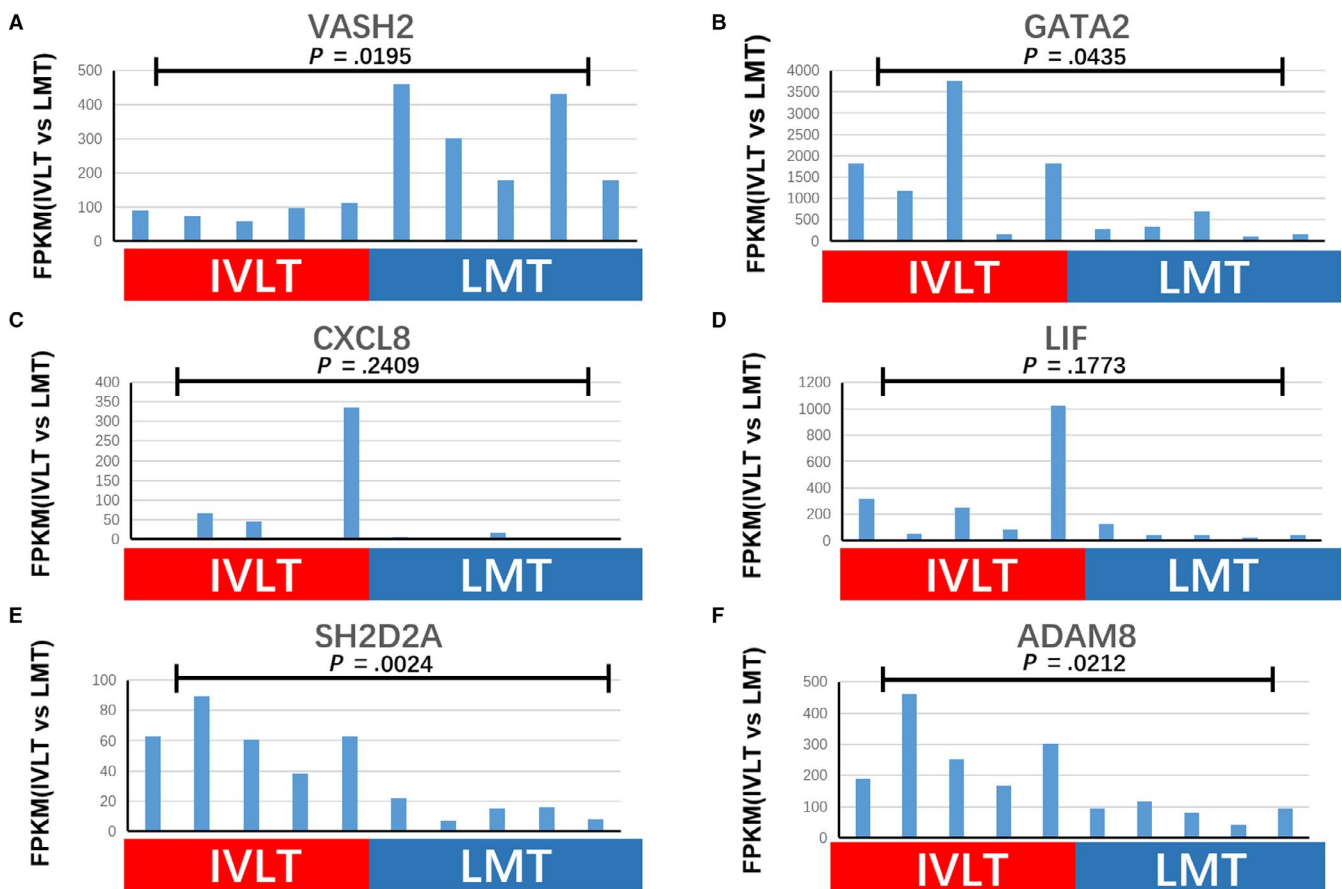 A
VASH2
P = .0195
FPKM(IVLT vs LMT)
500
400
300
200
100
0
IVLT LMT
B
GATA2
P = .0435
FPKM(IVLT vs LMT)
4000
3500
3000
2500
2000
1500
1000
500
0
IVLT LMT
C
CXCL8
P = .2409
FPKM(IVLT vs LMT)
400
350
300
250
200
150
100
50
0
IVLT LMT
D
LIF
P = .1773
FPKM(IVLT vs LMT)
1200
1000
800
600
400
200
0
IVLT LMT
E
SH2D2A
P = .0024
FPKM(IVLT vs LMT)
100
80
60
40
20
0
IVLT LMT
F
ADAM8
P = .0212
FPKM(IVLT vs LMT)
500
400
300
200
100
0
IVLT LMT